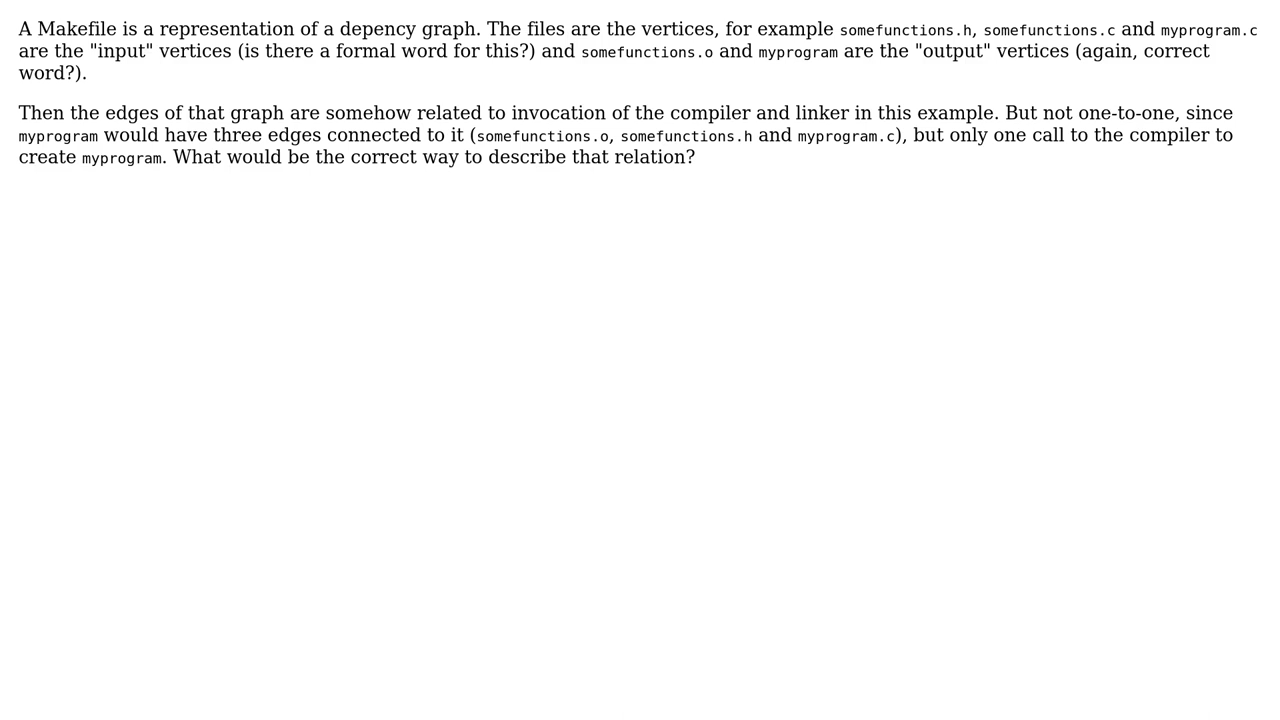 A Makefile is a representation of a depency graph. The files are the vertices, for example somefunctions.h, somefunctions.c and myprogram.c
are the "input" vertices (is there a formal word for this?) and somefunctions.o and myprogram are the "output" vertices (again, correct
word?).
Then the edges of that graph are somehow related to invocation of the compiler and linker in this example. But not one-to-one, since
myprogram would have three edges connected to it (somefunctions.o, somefunctions.h and myprogram.c), but only one call to the compiler to
create myprogram. What would be the correct way to describe that relation?